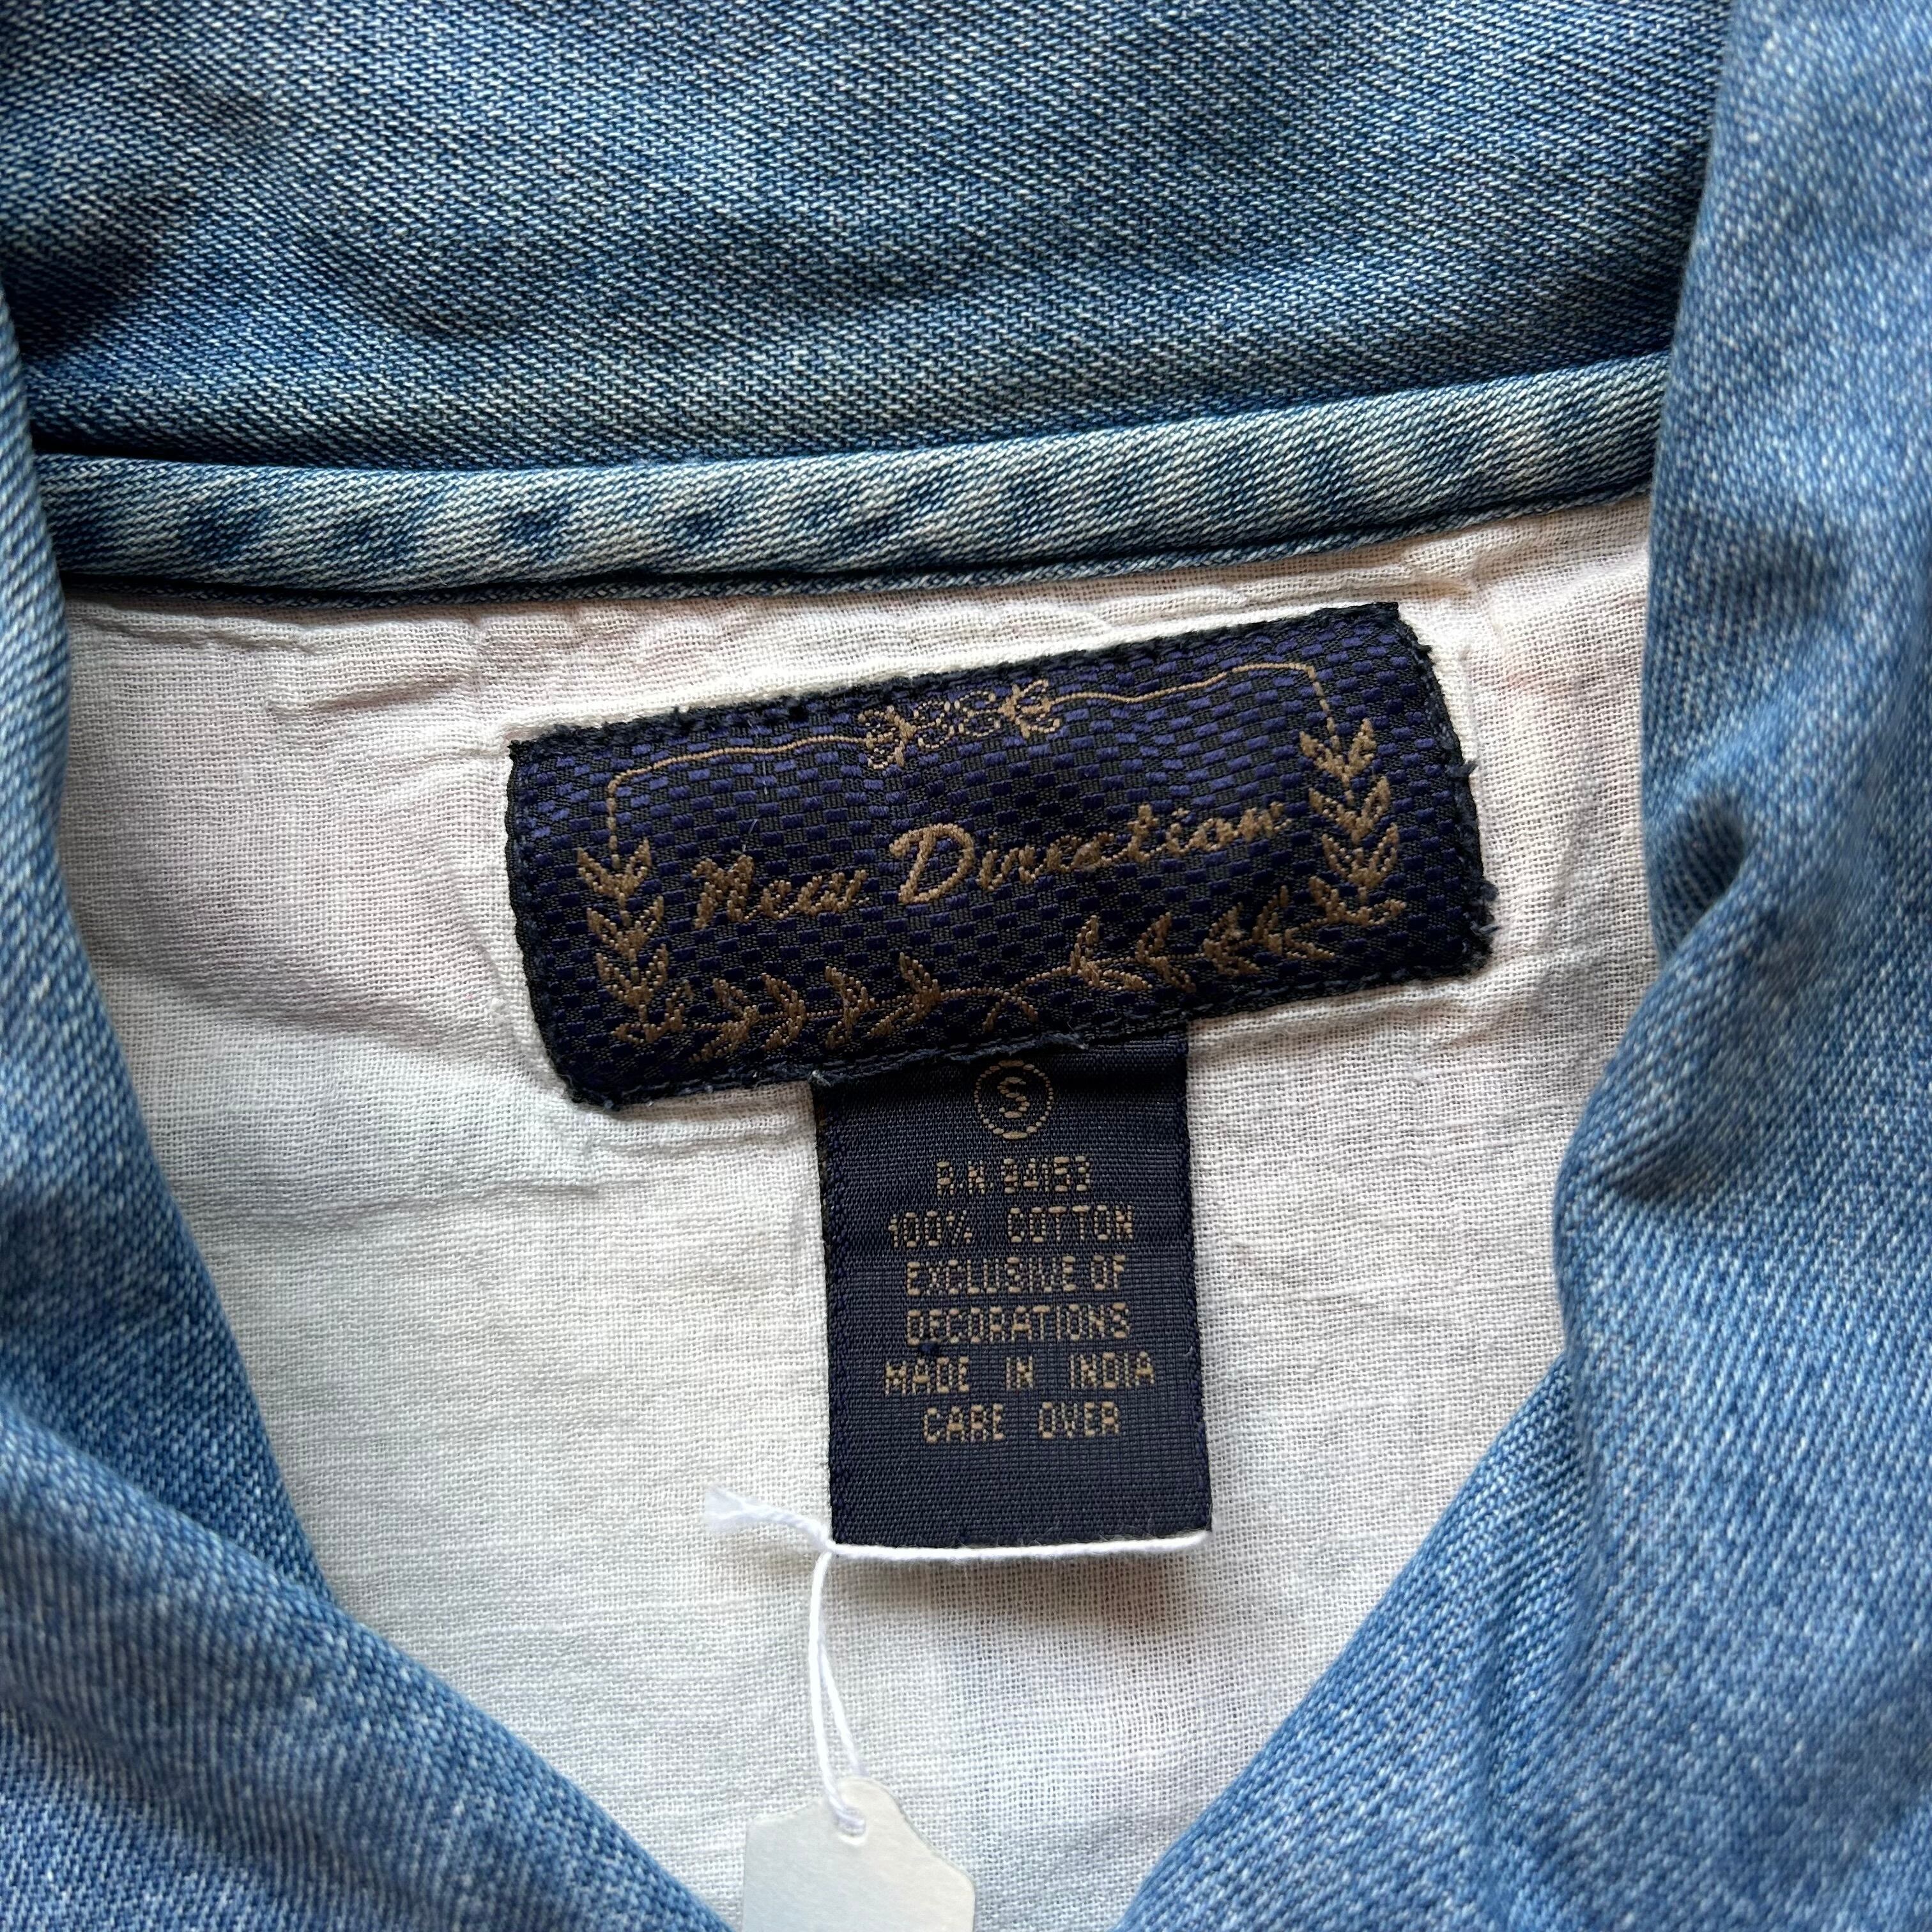 New Direction
S
R.N 94153
100% COTTON
EXCLUSIVE OF
DECORATIONS
MADE IN INDIA
CARE OVER